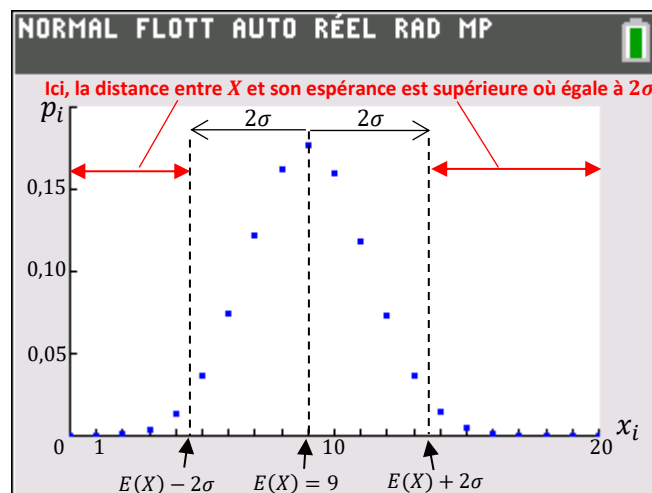 NORMAL FLOTT AUTO RÉEL RAD MP
Ici, la distance entre X et son espérance est supérieure où égale à 2σ
p_i
2σ 2σ
0,15
0,10
0,05
0 1 10 20 x_i
E(X) − 2σ E(X) = 9 E(X) + 2σ